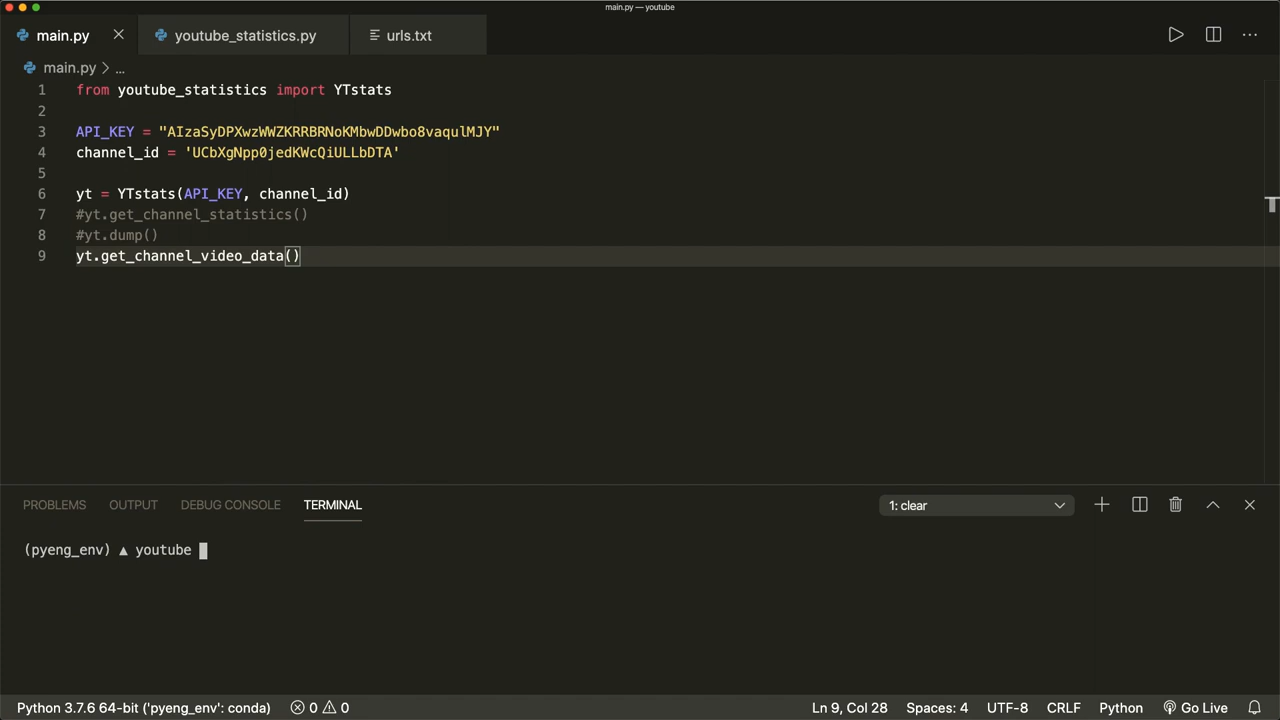 main.py — youtube
main.py youtube_statistics.py urls.txt
main.py > ...
1 from youtube_statistics import YTstats
2
3 API_KEY = "AIzaSyDPXwzWWZKRRBRNoKMbwDDwbo8vaqulMJY"
4 channel_id = 'UCbXgNpp0jedKWcQiULLbDTA'
5
6 yt = YTstats(API_KEY, channel_id)
7 #yt.get_channel_statistics()
8 #yt.dump()
9 yt.get_channel_video_data()
PROBLEMS OUTPUT DEBUG CONSOLE TERMINAL 1: clear
(pyeng_env) ▲ youtube
Python 3.7.6 64-bit ('pyeng_env': conda) 0 0 Ln 9, Col 28 Spaces: 4 UTF-8 CRLF Python Go Live